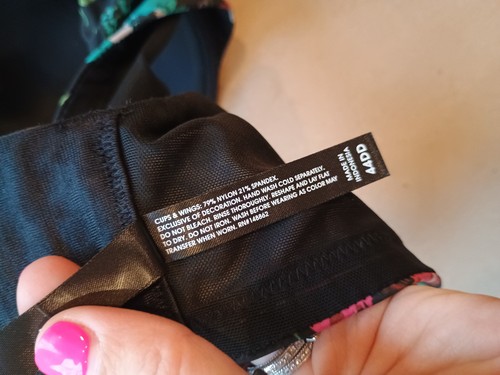 CUPS & WINGS: 79% NYLON 21% SPANDEX.
EXCLUSIVE OF DECORATION. HAND WASH COLD SEPARATELY.
DO NOT BLEACH. RINSE THOROUGHLY. RESHAPE AND LAY FLAT
TO DRY. DO NOT IRON. WASH BEFORE WEARING AS COLOR MAY
TRANSFER WHEN WORN. RN#148862
MADE IN
INDONESIA
44DD